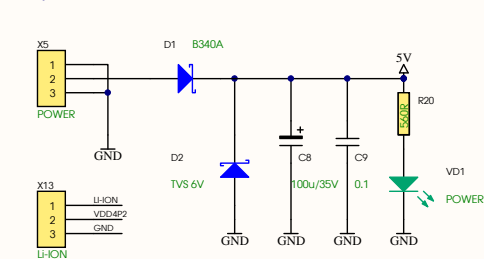 X5
D1 B340A
5V
1
2
3
R20
560R
POWER
GND
D2
TVS 6V
C8
100u/35V
C9
0.1
VD1
POWER
X13
1 LI-ION
2 VDD4P2
3 GND
Li-ION
GND GND GND GND
+